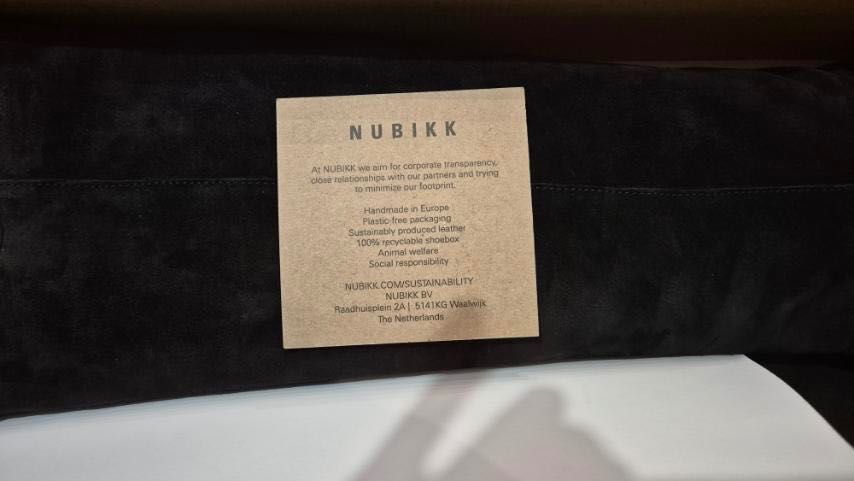 NUBIKK
At NUBIKK we aim for corporate transparency,
close relationships with our partners and trying
to minimize our footprint.
Handmade in Europe
Plastic-free packaging
Sustainably produced leather
100% recyclable shoebox
Animal welfare
Social responsibility
NUBIKK.COM/SUSTAINABILITY
NUBIKK BV
Raadhuisplein 2A | 5141KG Waalwijk
The Netherlands